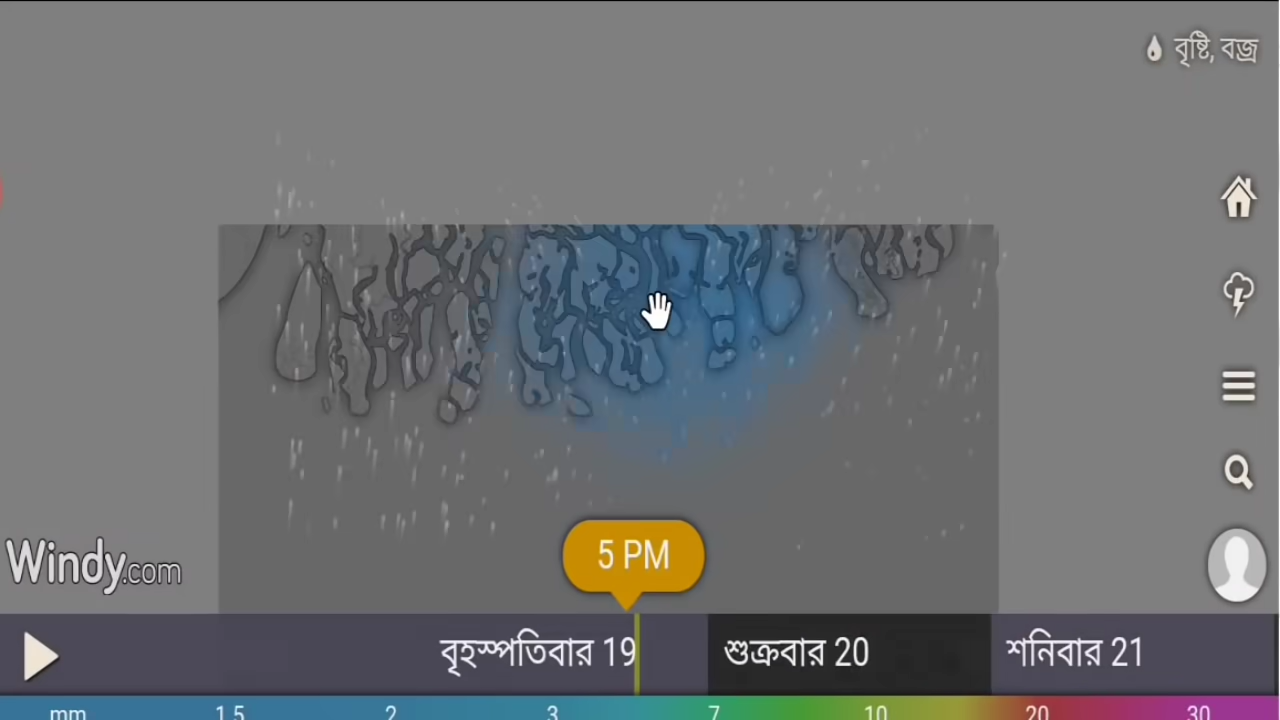 বৃষ্টি, বজ্র
Windy.com
5 PM
বৃহস্পতিবার 19
শুক্রবার 20
শনিবার 21
mm 1.5 2 3 7 10 20 30